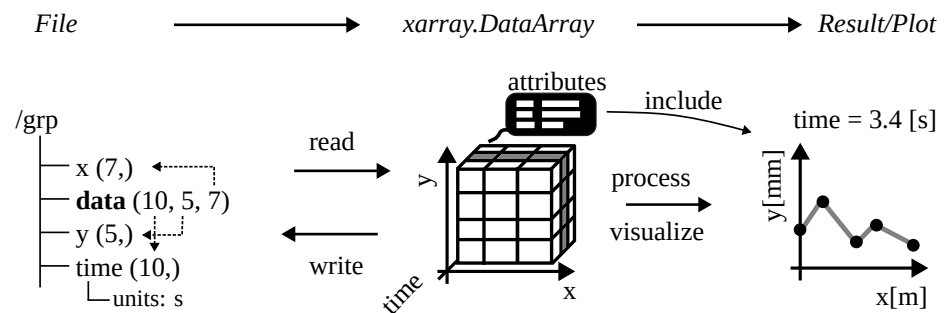 File
xarray.DataArray
Result/Plot
/grp
x (7,)
data (10, 5, 7)
y (5,)
time (10,)
units: s
read
write
attributes
y
time
x
include
process
visualize
time = 3.4 [s]
y[mm]
x[m]